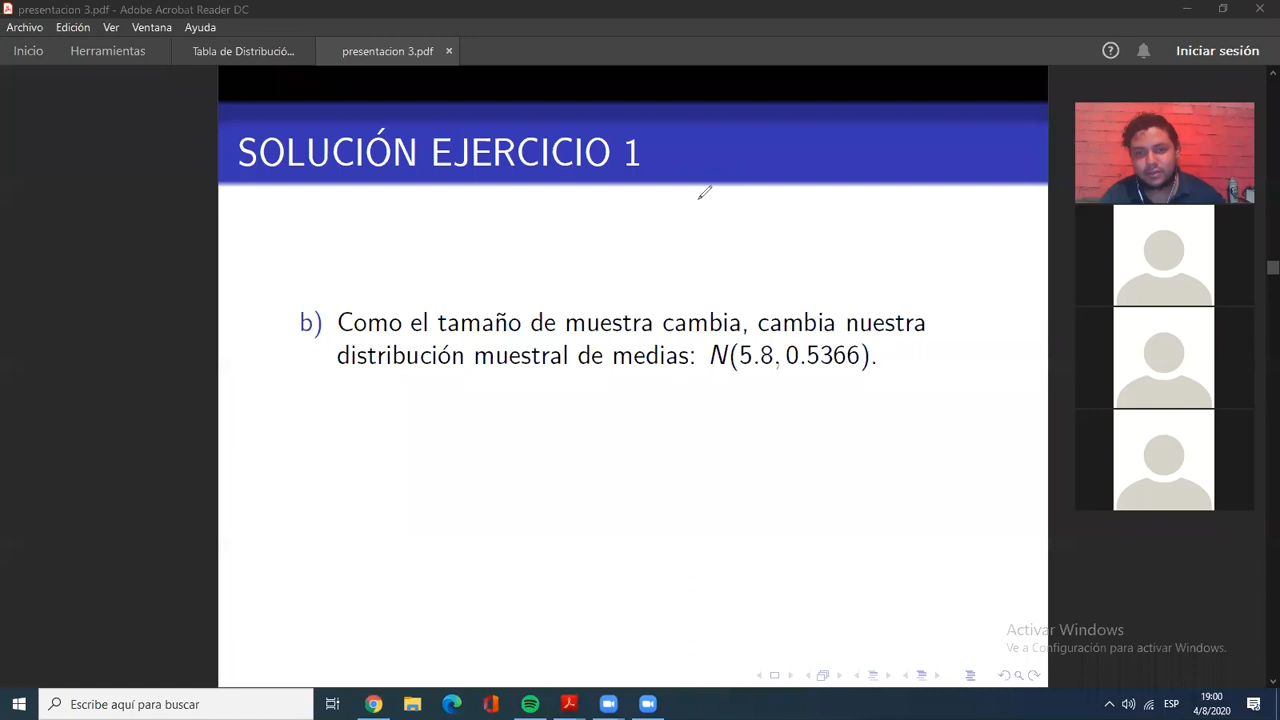 presentacion 3.pdf - Adobe Acrobat Reader DC
Archivo Edición Ver Ventana Ayuda
Inicio Herramientas Tabla de Distribució... presentacion 3.pdf × Iniciar sesión
SOLUCIÓN EJERCICIO 1
b) Como el tamaño de muestra cambia, cambia nuestra
distribución muestral de medias: N(5.8, 0.5366).
Activar Windows
Ve a Configuración para activar Windows.
Escribe aquí para buscar
ESP
19:00
4/8/2020